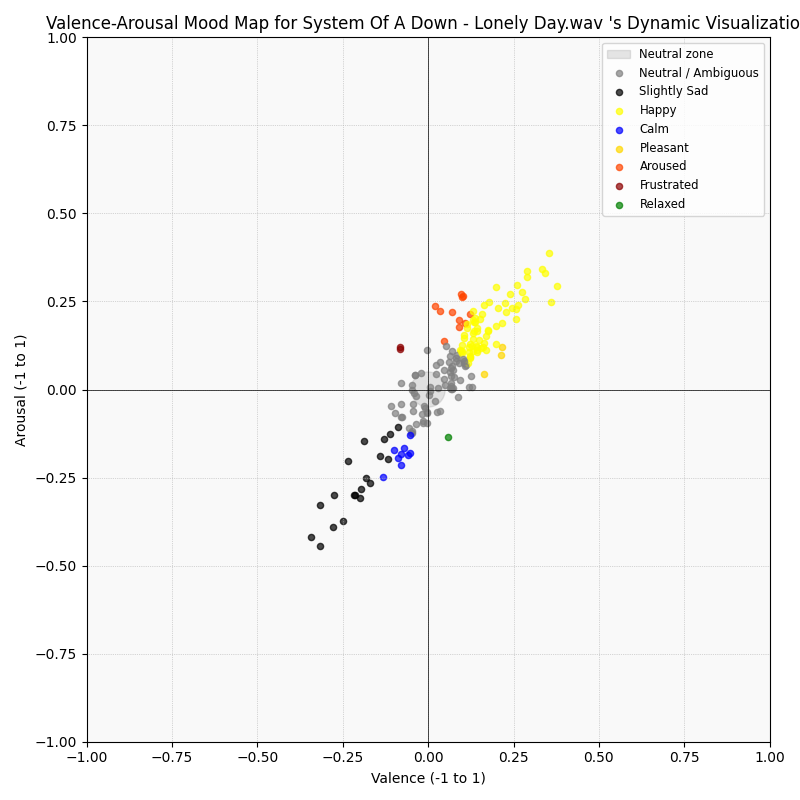 Valence-Arousal Mood Map for System Of A Down - Lonely Day.wav 's Dynamic Visualizatio
1.00
0.75
0.50
0.25
0.00
−0.25
−0.50
−0.75
−1.00
Arousal (-1 to 1)
Neutral zone
Neutral / Ambiguous
Slightly Sad
Happy
Calm
Pleasant
Aroused
Frustrated
Relaxed
−1.00 −0.75 −0.50 −0.25 0.00 0.25 0.50 0.75 1.00
Valence (-1 to 1)